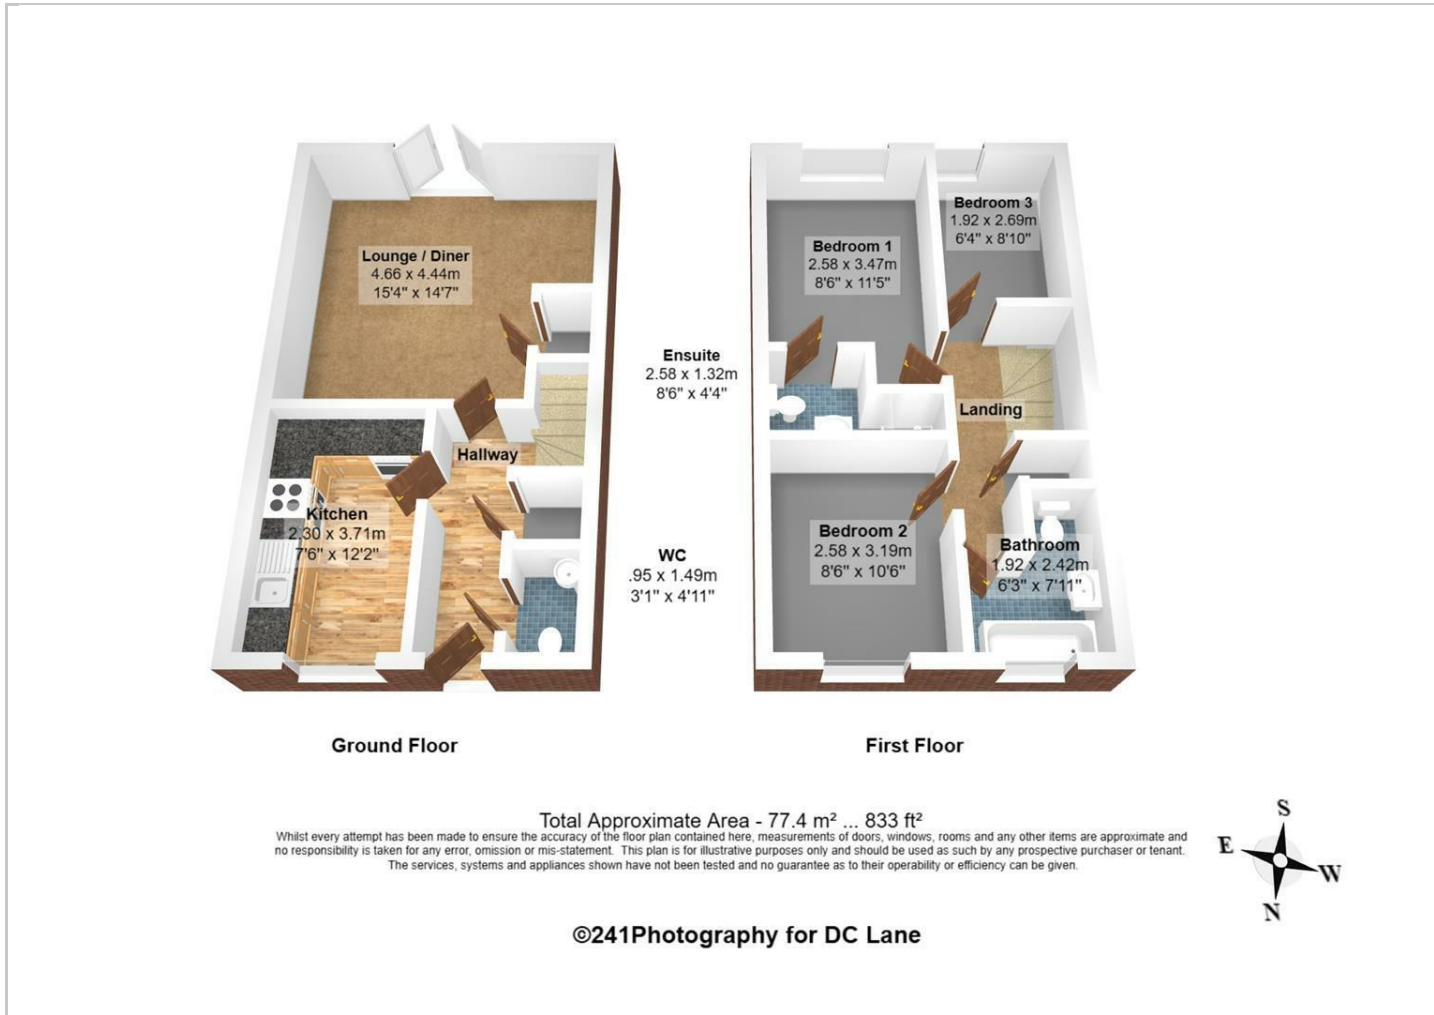 Lounge / Diner
4.66 x 4.44m
15'4" x 14'7"
Kitchen
2.30 x 3.71m
7'6" x 12'2"
Hallway
Ensuite
2.58 x 1.32m
8'6" x 4'4"
WC
.95 x 1.49m
3'1" x 4'11"
Bedroom 1
2.58 x 3.47m
8'6" x 11'5"
Bedroom 3
1.92 x 2.69m
6'4" x 8'10"
Landing
Bedroom 2
2.58 x 3.19m
8'6" x 10'6"
Bathroom
1.92 x 2.42m
6'3" x 7'11"
Ground Floor
First Floor
Total Approximate Area - 77.4 m² ... 833 ft²
Whilst every attempt has been made to ensure the accuracy of the floor plan contained here, measurements of doors, windows, rooms and any other items are approximate and
no responsibility is taken for any error, omission or mis-statement. This plan is for illustrative purposes only and should be used as such by any prospective purchaser or tenant.
The services, systems and appliances shown have not been tested and no guarantee as to their operability or efficiency can be given.
S
E
W
N
©241Photography for DC Lane